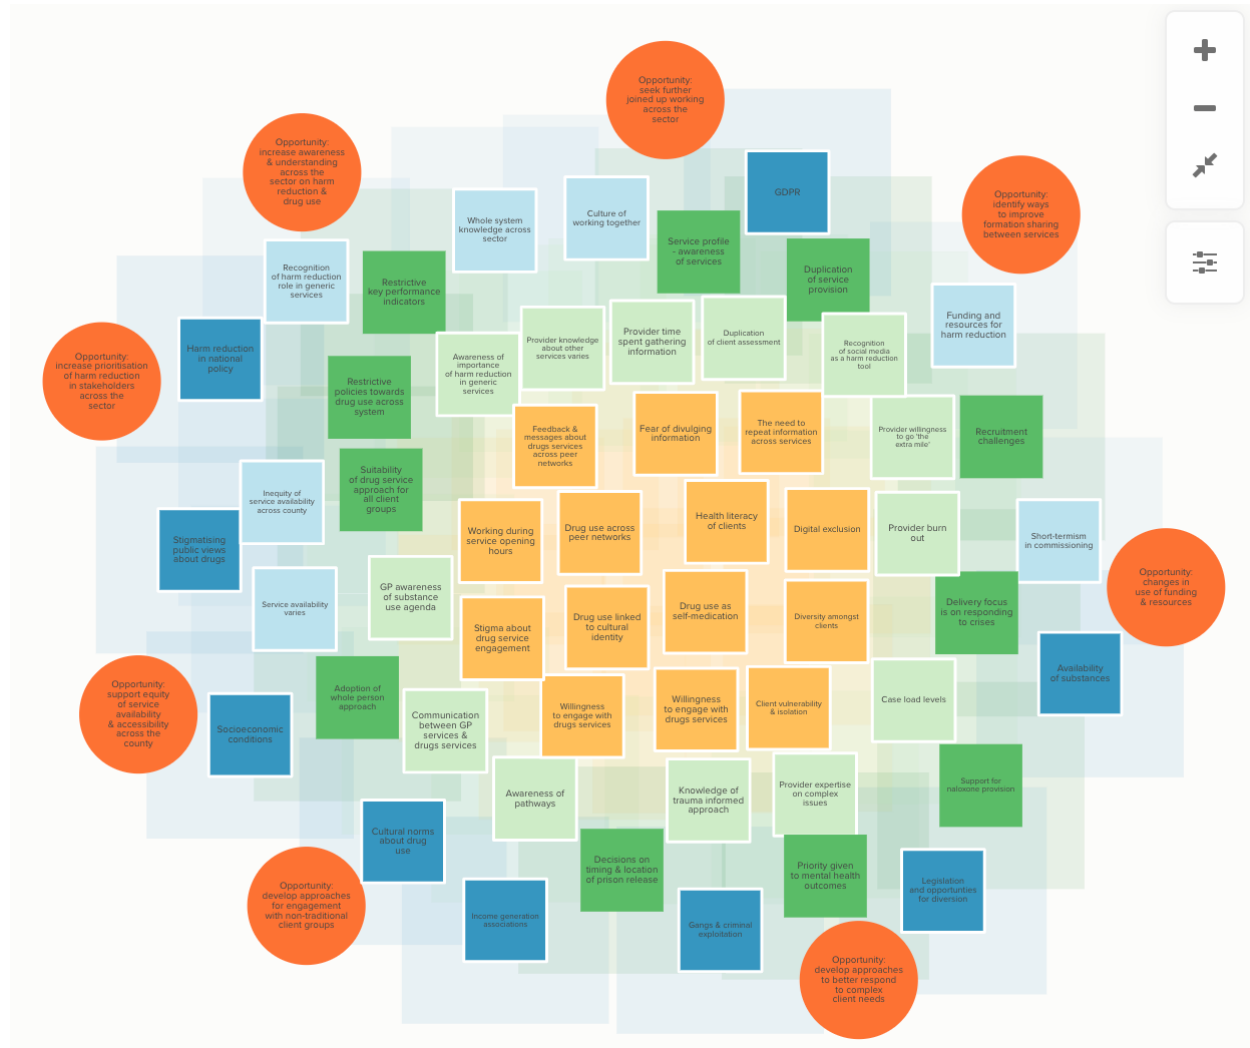 Opportunity:
seek further
joined up working
across the
sector
Opportunity:
increase awareness
& understanding
across the
sector on harm
reduction &
drug use
Opportunity:
identify ways
to improve
formation sharing
between services
GDPR
Culture of
working together
Whole system
knowledge across
sector
Service profile
- awareness
of services
Duplication
of service
provision
Recognition
of harm reduction
role in generic
services
Restrictive
key performance
indicators
Funding and
resources for
harm reduction
Opportunity:
increase prioritisation
of harm reduction
in stakeholders
across the
sector
Harm reduction
in national
policy
Awareness of
importance
of harm reduction
in generic
services
Provider knowledge
about other
services varies
Provider time
spent gathering
information
Duplication
of client assessment
Recognition
of social media
as a harm reduction
tool
Restrictive
policies towards
drug use across
system
Feedback &
messages about
drugs services
across peer
networks
Fear of divulging
information
The need to
repeat information
across services
Provider willingness
to go 'the
extra mile'
Recruitment
challenges
Inequity of
service availability
across county
Suitability
of drug service
approach for
all client
groups
Stigmatising
public views
about drugs
Working during
service opening
hours
Drug use across
peer networks
Health literacy
of clients
Digital exclusion
Provider burn
out
Short-termism
in commissioning
Opportunity:
changes in
use of funding
& resources
Service availability
varies
GP awareness
of substance
use agenda
Stigma about
drug service
engagement
Drug use linked
to cultural
identity
Drug use as
self-medication
Diversity amongst
clients
Delivery focus
is on responding
to crises
Availability
of substances
Opportunity:
support equity
of service
availability
& accessibility
across the
county
Socioeconomic
conditions
Adoption of
whole person
approach
Communication
between GP
services &
drugs services
Willingness
to engage with
drugs services
Willingness
to engage with
drugs services
Client vulnerability
& isolation
Case load levels
Support for
naloxone provision
Awareness of
pathways
Knowledge of
trauma informed
approach
Provider expertise
on complex
issues
Cultural norms
about drug
use
Decisions on
timing & location
of prison release
Priority given
to mental health
outcomes
Legislation
and opportunties
for diversion
Opportunity:
develop approaches
for engagement
with non-traditional
client groups
Income generation
associations
Gangs & criminal
exploitation
Opportunity:
develop approaches
to better respond
to complex
client needs